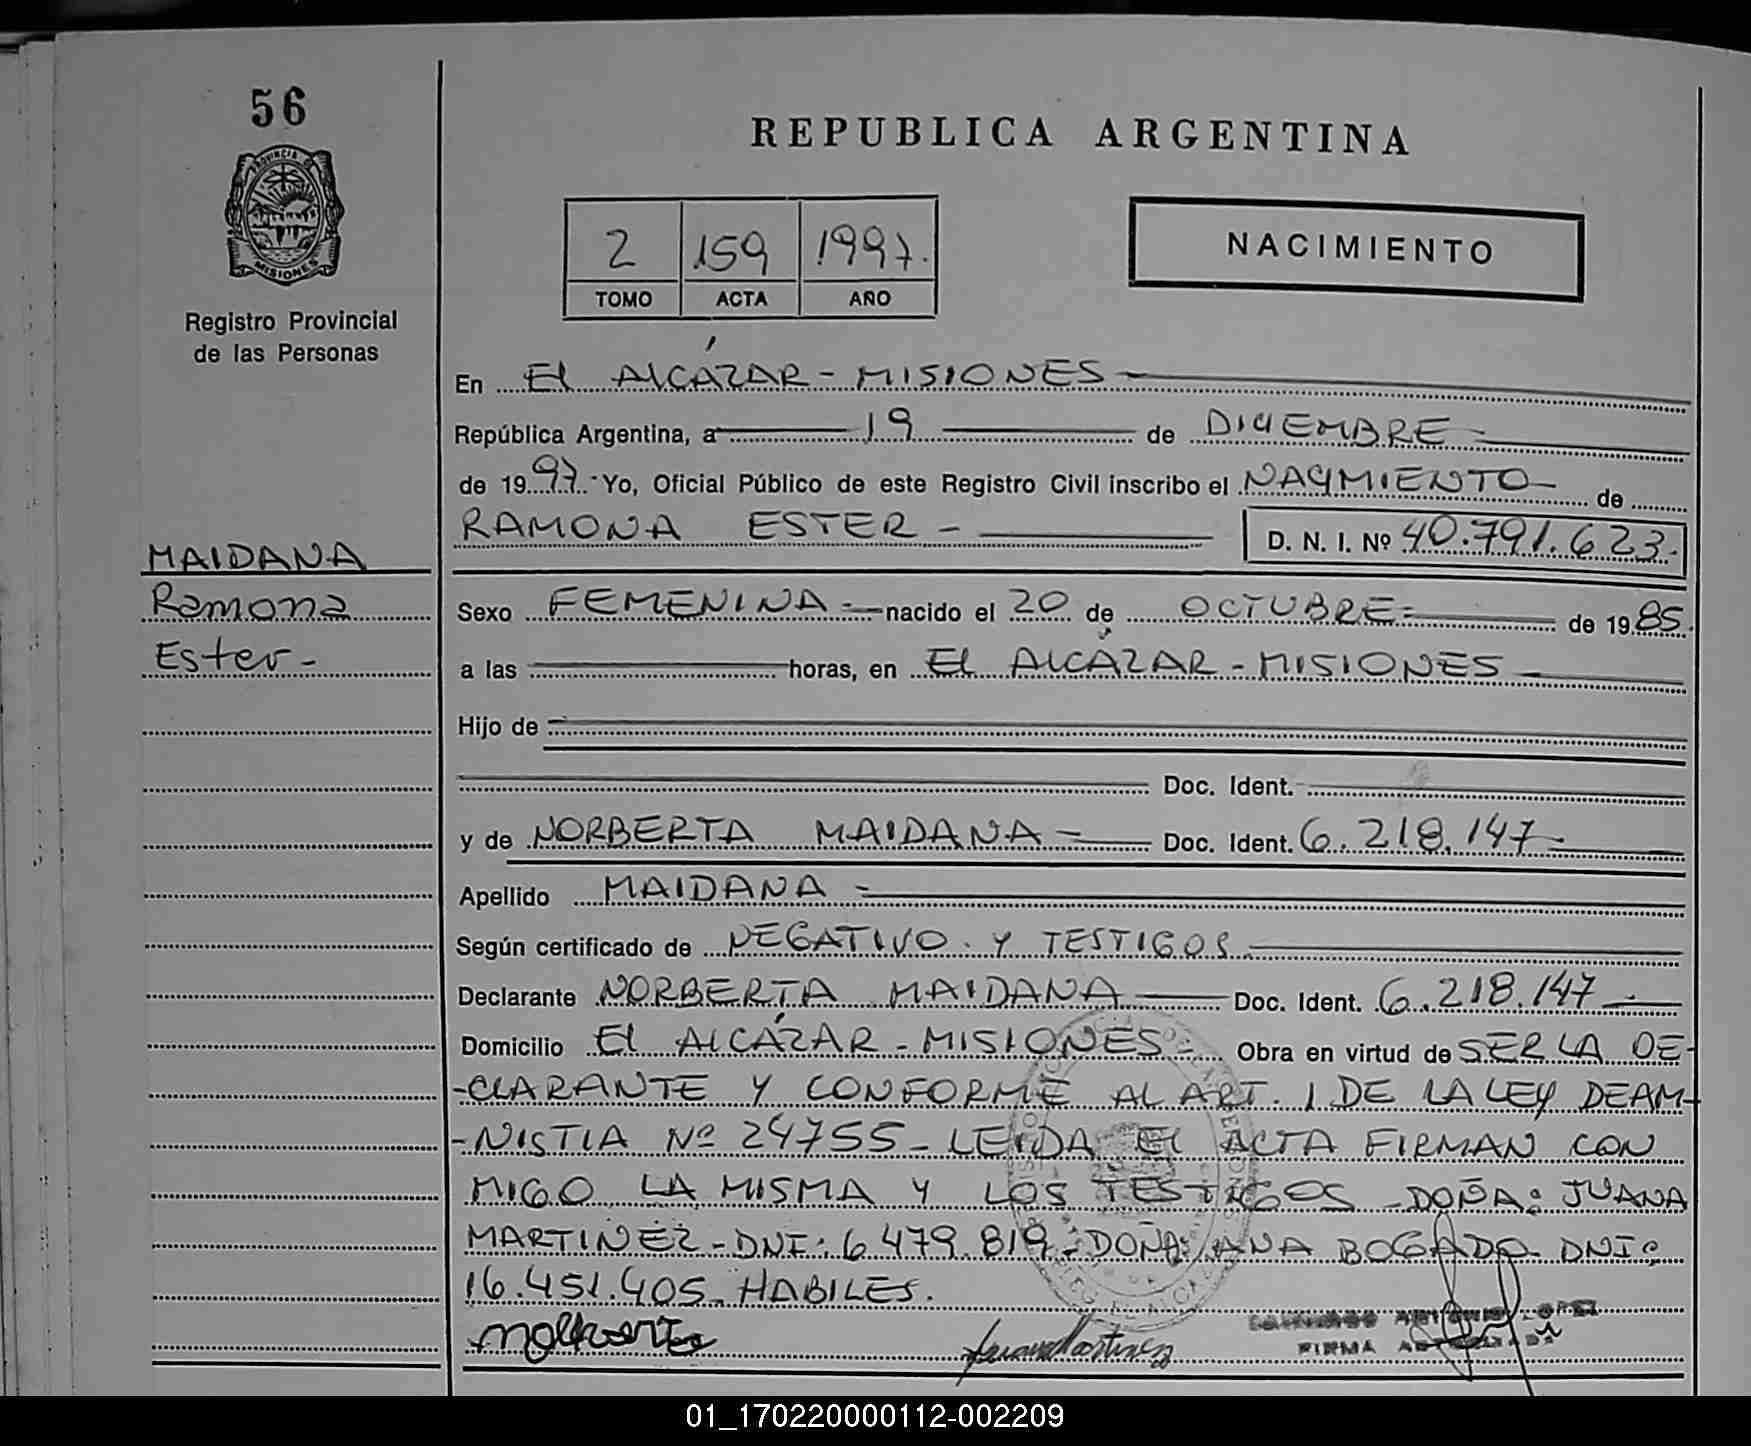 56
PROVINCIA DE
MISIONES
Registro Provincial
de las Personas
REPUBLICA ARGENTINA
2 159 1997.
TOMO ACTA AÑO
NACIMIENTO
En El AlCÁZAR - MISIONES -
República Argentina, a 19 de DICIEMBRE -
de 1997.- Yo, Oficial Público de este Registro Civil inscribo el NACIMIENTO - de
RAMONA ESTER - D. N. I. Nº 40.791.623.
MAIDANA
Ramona
Ester -
Sexo FEMENINA = nacido el 20 de OCTUBRE = de 1985.
a las horas, en El AlCÁZAR - MISIONES -
Hijo de
Doc. Ident.
y de NORBERTA MAIDANA = Doc. Ident. 6.218.147 -
Apellido MAIDANA -
Según certificado de NEGATIVO. Y TESTIGOS
Declarante NORBERTA MAIDANA Doc. Ident. 6.218.147 -
Domicilio El AlCÁZAR - MISIONES - Obra en virtud de SER LA DE-
-CLARANTE Y CONFORME AL ART. 1 DE LA LEY DE AM-
-NISTIA Nº 24755 - LEIDA El ACTA FIRMAN CON
MIGO LA MISMA Y LOS TESTIGOS - DOÑA: JUANA
MARTINEZ - DNI: 6.479.819 - DOÑA: ANA BOGADO. DNI:
16.451.405. HABILES.
Juana Martinez
FIRMA
01_170220000112-002209